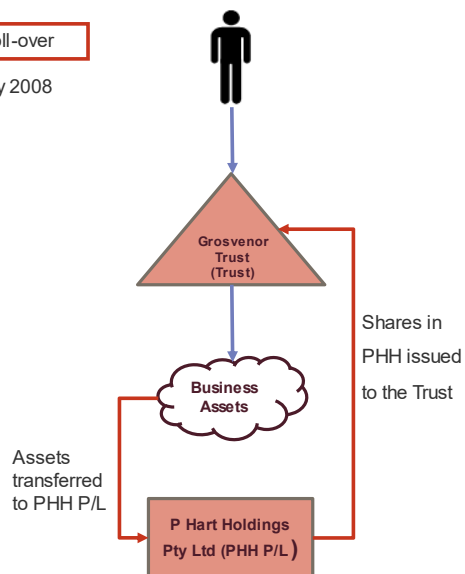 ll-over
y 2008
Grosvenor
Trust
(Trust)
Shares in
PHH issued
to the Trust
Business
Assets
Assets
transferred
to PHH P/L
P Hart Holdings
Pty Ltd (PHH P/L)